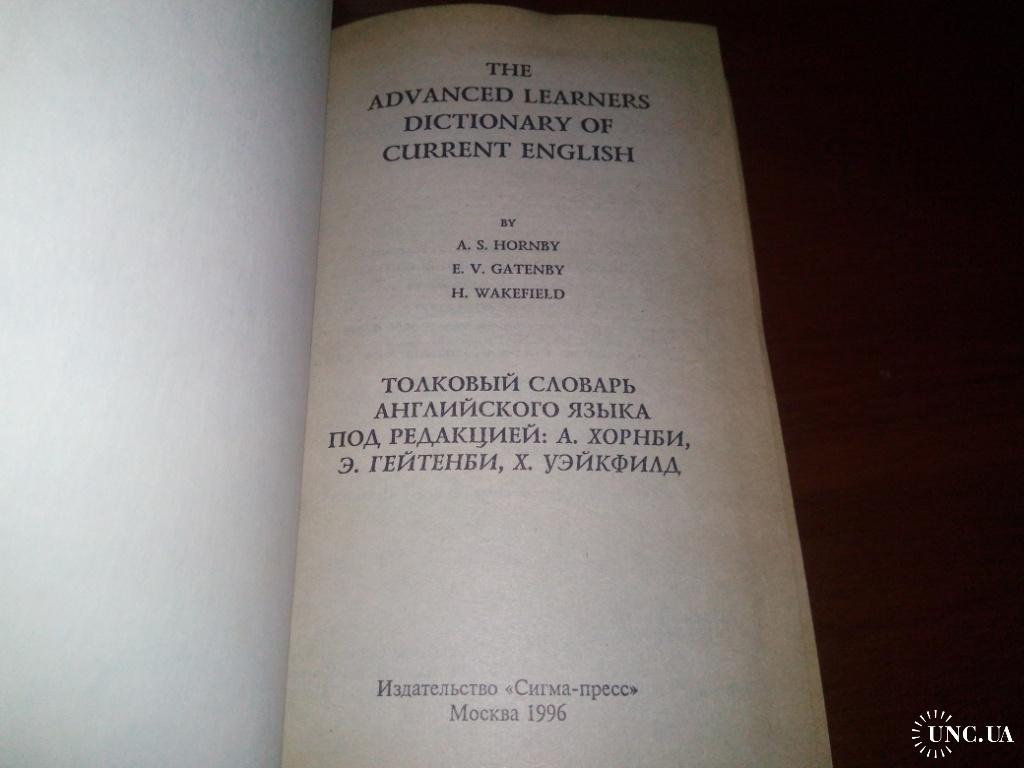 THE
ADVANCED LEARNERS
DICTIONARY OF
CURRENT ENGLISH
BY
A. S. HORNBY
E. V. GATENBY
H. WAKEFIELD
ТОЛКОВЫЙ СЛОВАРЬ
АНГЛИЙСКОГО ЯЗЫКА
ПОД РЕДАКЦИЕЙ: А. ХОРНБИ,
Э. ГЕЙТЕНБИ, Х. УЭЙКФИЛД
Издательство «Сигма-пресс»
Москва 1996
UNC.UA